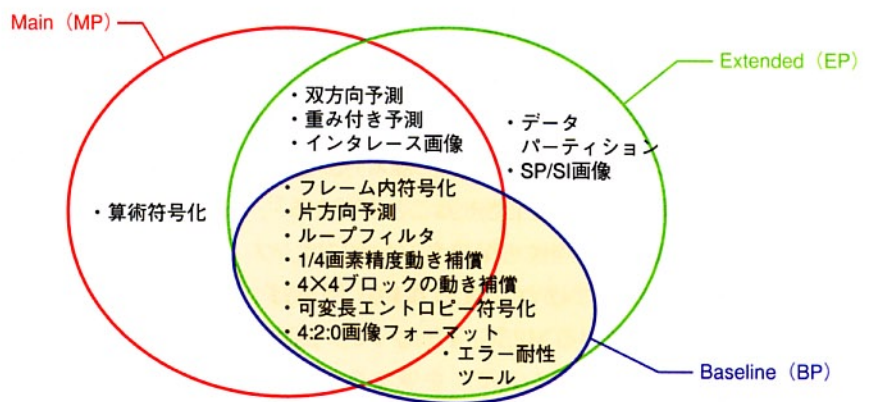 Main（MP）
Extended（EP）
・双方向予測
・重み付き予測
・インタレース画像
・データ
パーティション
・SP/SI画像
・算術符号化
・フレーム内符号化
・片方向予測
・ループフィルタ
・1/4画素精度動き補償
・4×4ブロックの動き補償
・可変長エントロピー符号化
・4:2:0画像フォーマット
・エラー耐性
ツール
Baseline（BP）